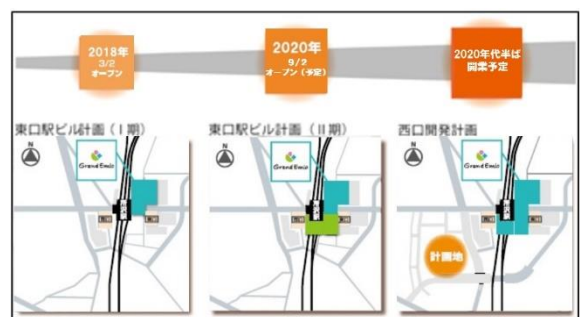 2018年
3/2
オープン
2020年
9/2
オープン（予定）
2020年代半ば
開業予定
東口駅ビル計画（Ⅰ期）
東口駅ビル計画（Ⅱ期）
西口開発計画
N
Grand Emio
N
Grand Emio
N
Grand Emio
計画地